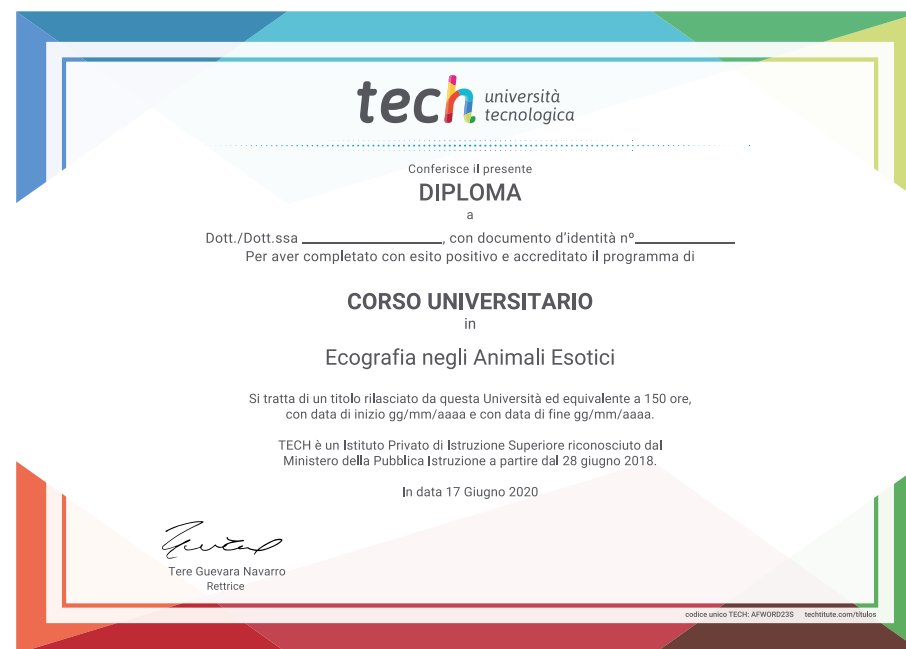 tech università
tecnologica
Conferisce il presente
DIPLOMA
a
Dott./Dott.ssa ____________________, con documento d'identità nº______________
Per aver completato con esito positivo e accreditato il programma di
CORSO UNIVERSITARIO
in
Ecografia negli Animali Esotici
Si tratta di un titolo rilasciato da questa Università ed equivalente a 150 ore,
con data di inizio gg/mm/aaaa e con data di fine gg/mm/aaaa.
TECH è un Istituto Privato di Istruzione Superiore riconosciuto dal
Ministero della Pubblica Istruzione a partire dal 28 giugno 2018.
In data 17 Giugno 2020
Tere Guevara Navarro
Rettrice
codice unico TECH: AFWORD23S techtitute.com/titulos